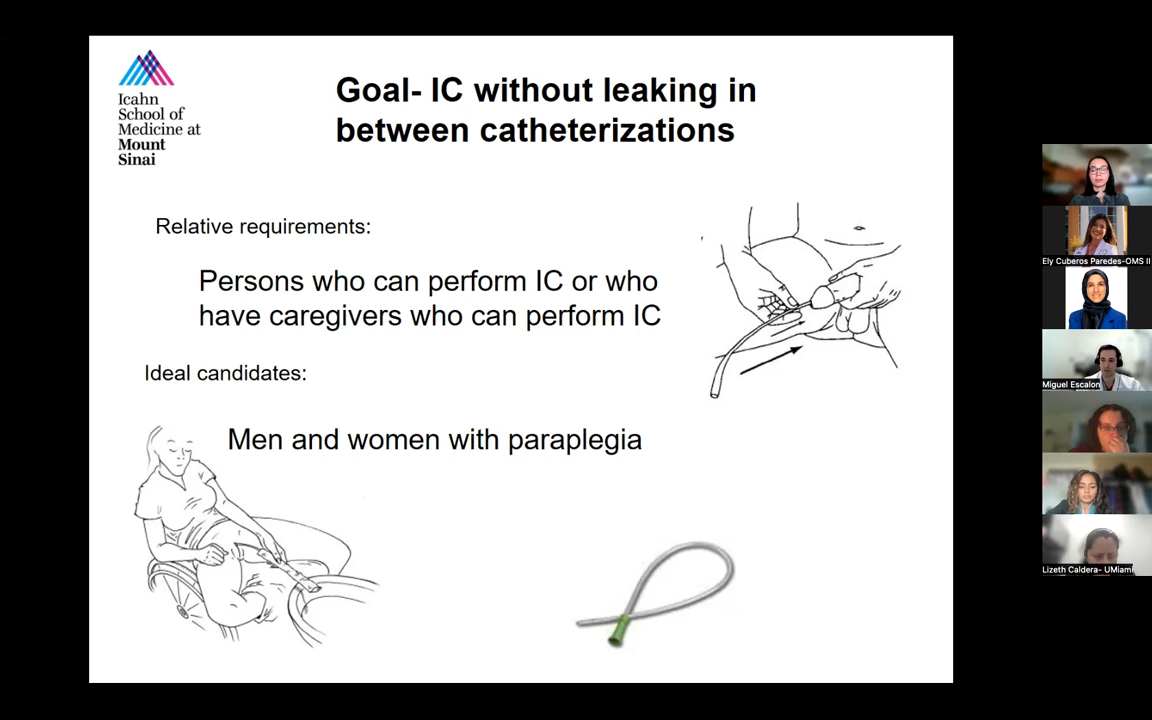 Icahn
School of
Medicine at
Mount
Sinai
Goal- IC without leaking in
between catheterizations
Relative requirements:
Persons who can perform IC or who
have caregivers who can perform IC
Ideal candidates:
Men and women with paraplegia
Ely Cuberos Paredes-OMS II
Miguel Escalon
Lizeth Caldera- UMiami